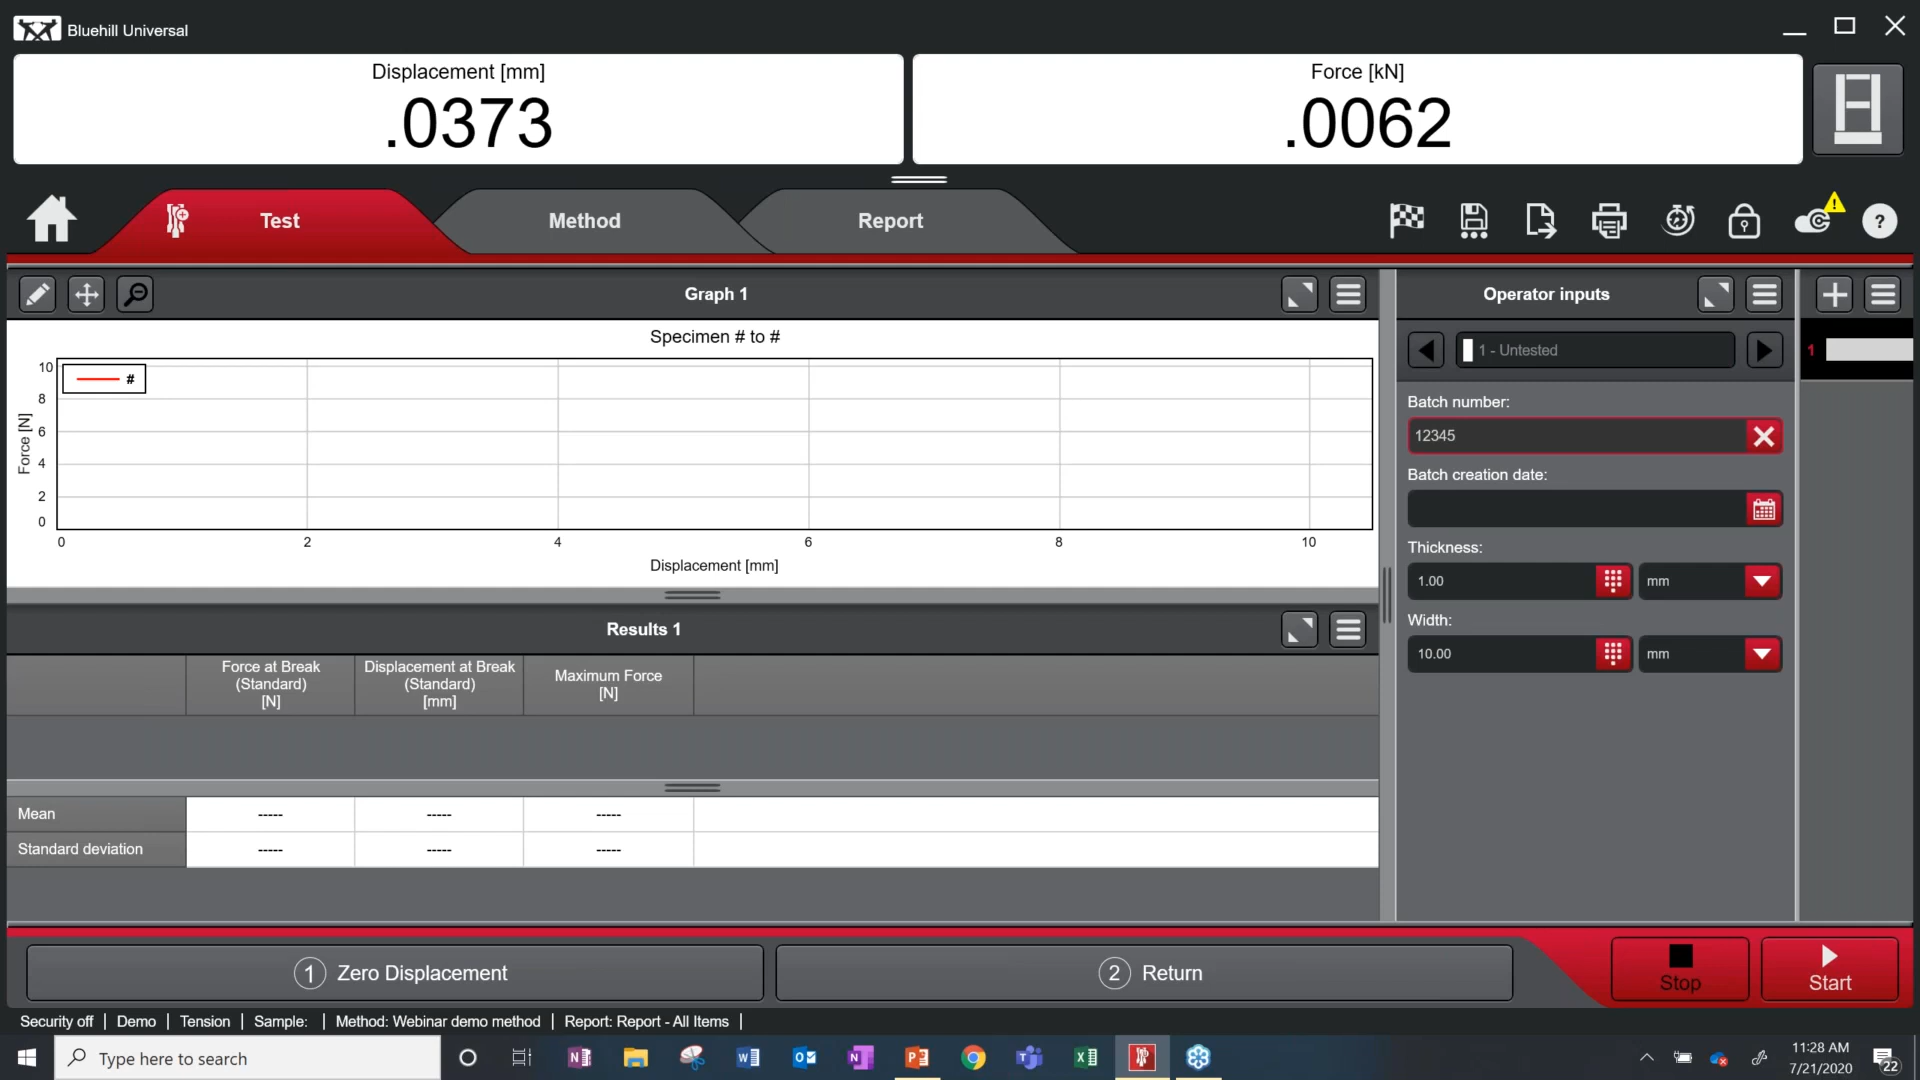 Bluehill Universal
Displacement [mm]
.0373
Force [kN]
.0062
Test
Method
Report
?
Graph 1
Specimen # to #
#
10
8
6
4
2
0
Force [N]
0
2
4
6
8
10
Displacement [mm]
Operator inputs
1 - Untested
1
Batch number:
12345
Batch creation date:
Thickness:
1.00
mm
Width:
10.00
mm
Results 1
Force at Break
(Standard)
[N]
Displacement at Break
(Standard)
[mm]
Maximum Force
[N]
Mean
-----
-----
-----
Standard deviation
-----
-----
-----
1 Zero Displacement
2 Return
Stop
Start
Security off | Demo | Tension | Sample: | Method: Webinar demo method | Report: Report - All Items |
Type here to search
11:28 AM
7/21/2020
22